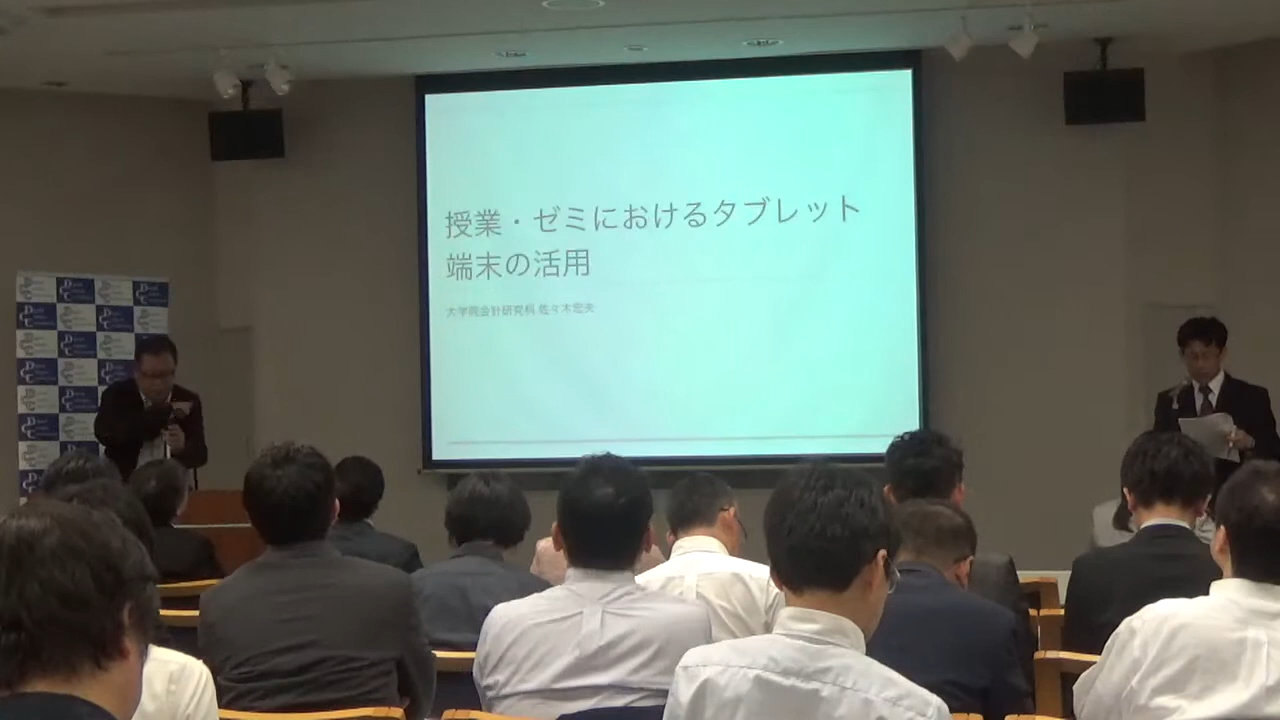 授業・ゼミにおけるタブレット
端末の活用
大学院会計研究科 佐々木宏夫